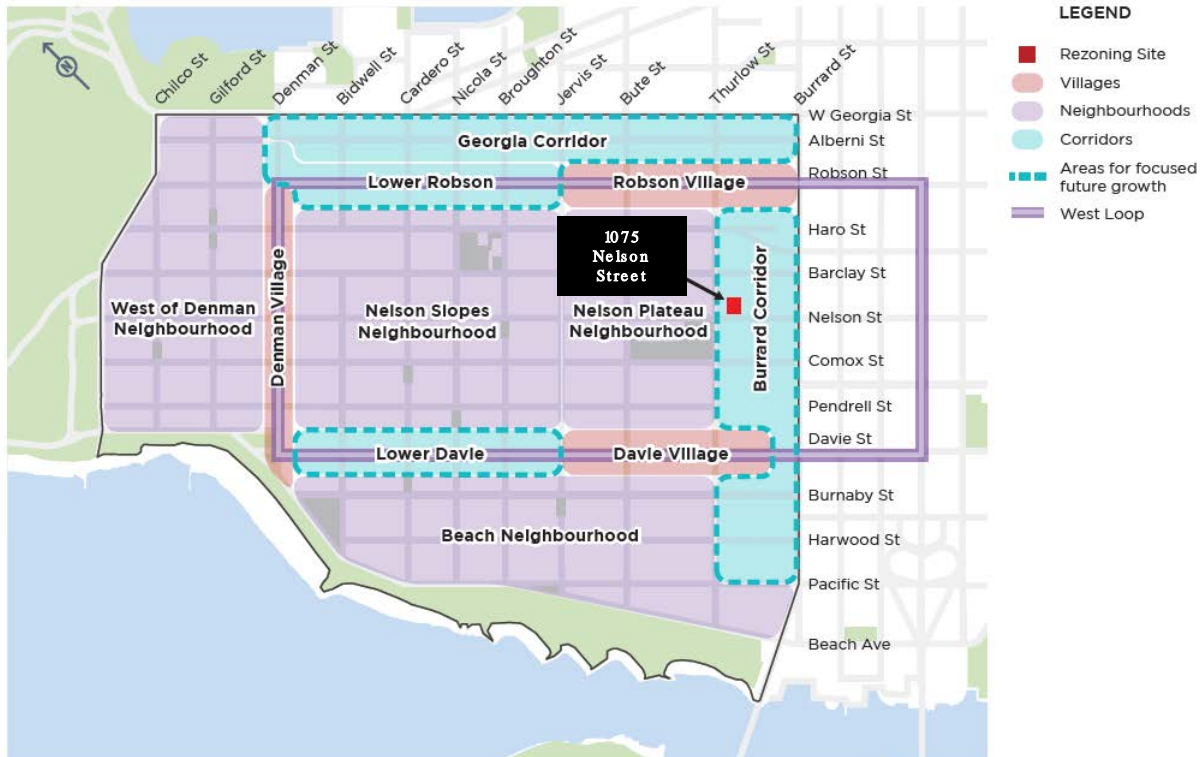 LEGEND
Rezoning Site
Villages
Neighbourhoods
Corridors
Areas for focused
future growth
West Loop
N
Chilco St
Gilford St
Denman St
Bidwell St
Cardero St
Nicola St
Broughton St
Jervis St
Bute St
Thurlow St
Burrard St
W Georgia St
Alberni St
Robson St
Haro St
Barclay St
Nelson St
Comox St
Pendrell St
Davie St
Burnaby St
Harwood St
Pacific St
Beach Ave
Georgia Corridor
Lower Robson
Robson Village
1075
Nelson
Street
West of Denman
Neighbourhood
Denman Village
Nelson Slopes
Neighbourhood
Nelson Plateau
Neighbourhood
Burrard Corridor
Lower Davie
Davie Village
Beach Neighbourhood